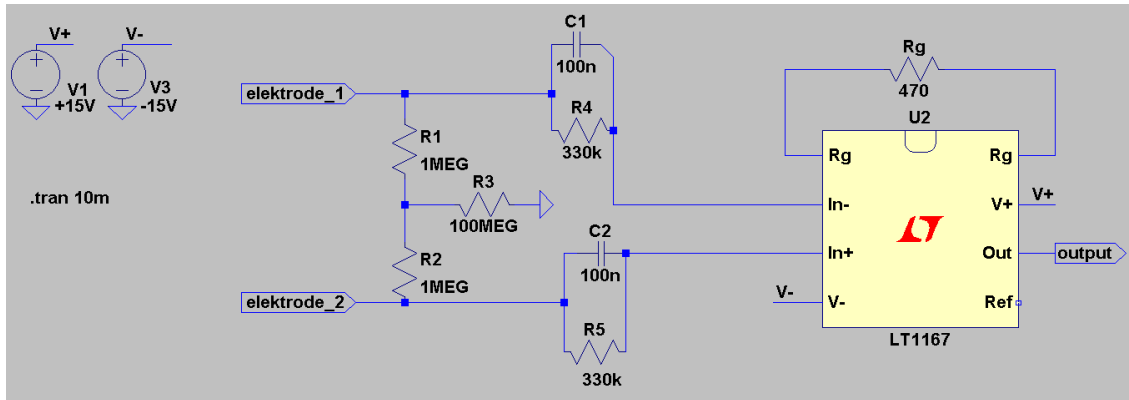 V+
V-
V1
+15V
V3
-15V
.tran 10m
elektrode_1
elektrode_2
R1
1MEG
R2
1MEG
R3
100MEG
C1
100n
R4
330k
C2
100n
R5
330k
Rg
470
U2
Rg
Rg
In-
V+
V+
In+
Out
output
V-
V-
Ref
LT1167